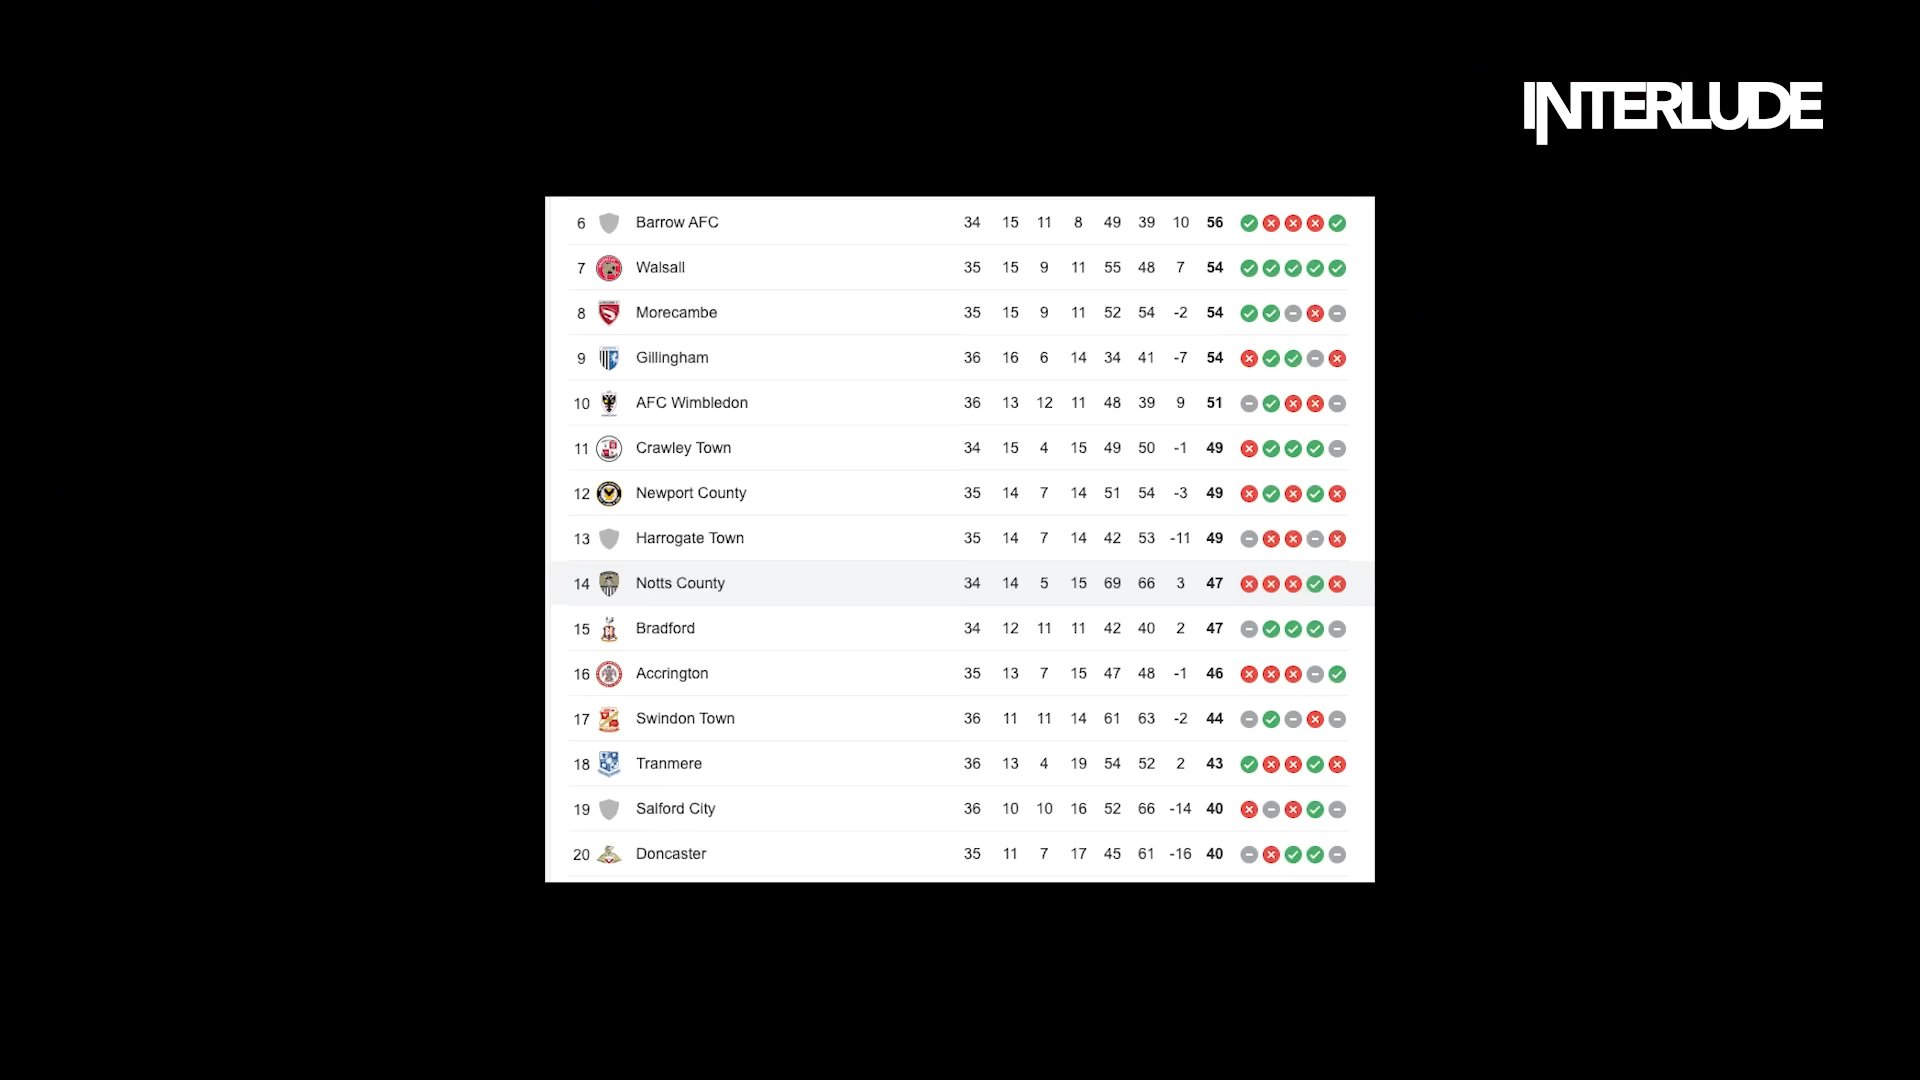 INTERLUDE
6 Barrow AFC 34 15 11 8 49 39 10 56
7 Walsall 35 15 9 11 55 48 7 54
8 Morecambe 35 15 9 11 52 54 -2 54
9 Gillingham 36 16 6 14 34 41 -7 54
10 AFC Wimbledon 36 13 12 11 48 39 9 51
11 Crawley Town 34 15 4 15 49 50 -1 49
12 Newport County 35 14 7 14 51 54 -3 49
13 Harrogate Town 35 14 7 14 42 53 -11 49
14 Notts County 34 14 5 15 69 66 3 47
15 Bradford 34 12 11 11 42 40 2 47
16 Accrington 35 13 7 15 47 48 -1 46
17 Swindon Town 36 11 11 14 61 63 -2 44
18 Tranmere 36 13 4 19 54 52 2 43
19 Salford City 36 10 10 16 52 66 -14 40
20 Doncaster 35 11 7 17 45 61 -16 40